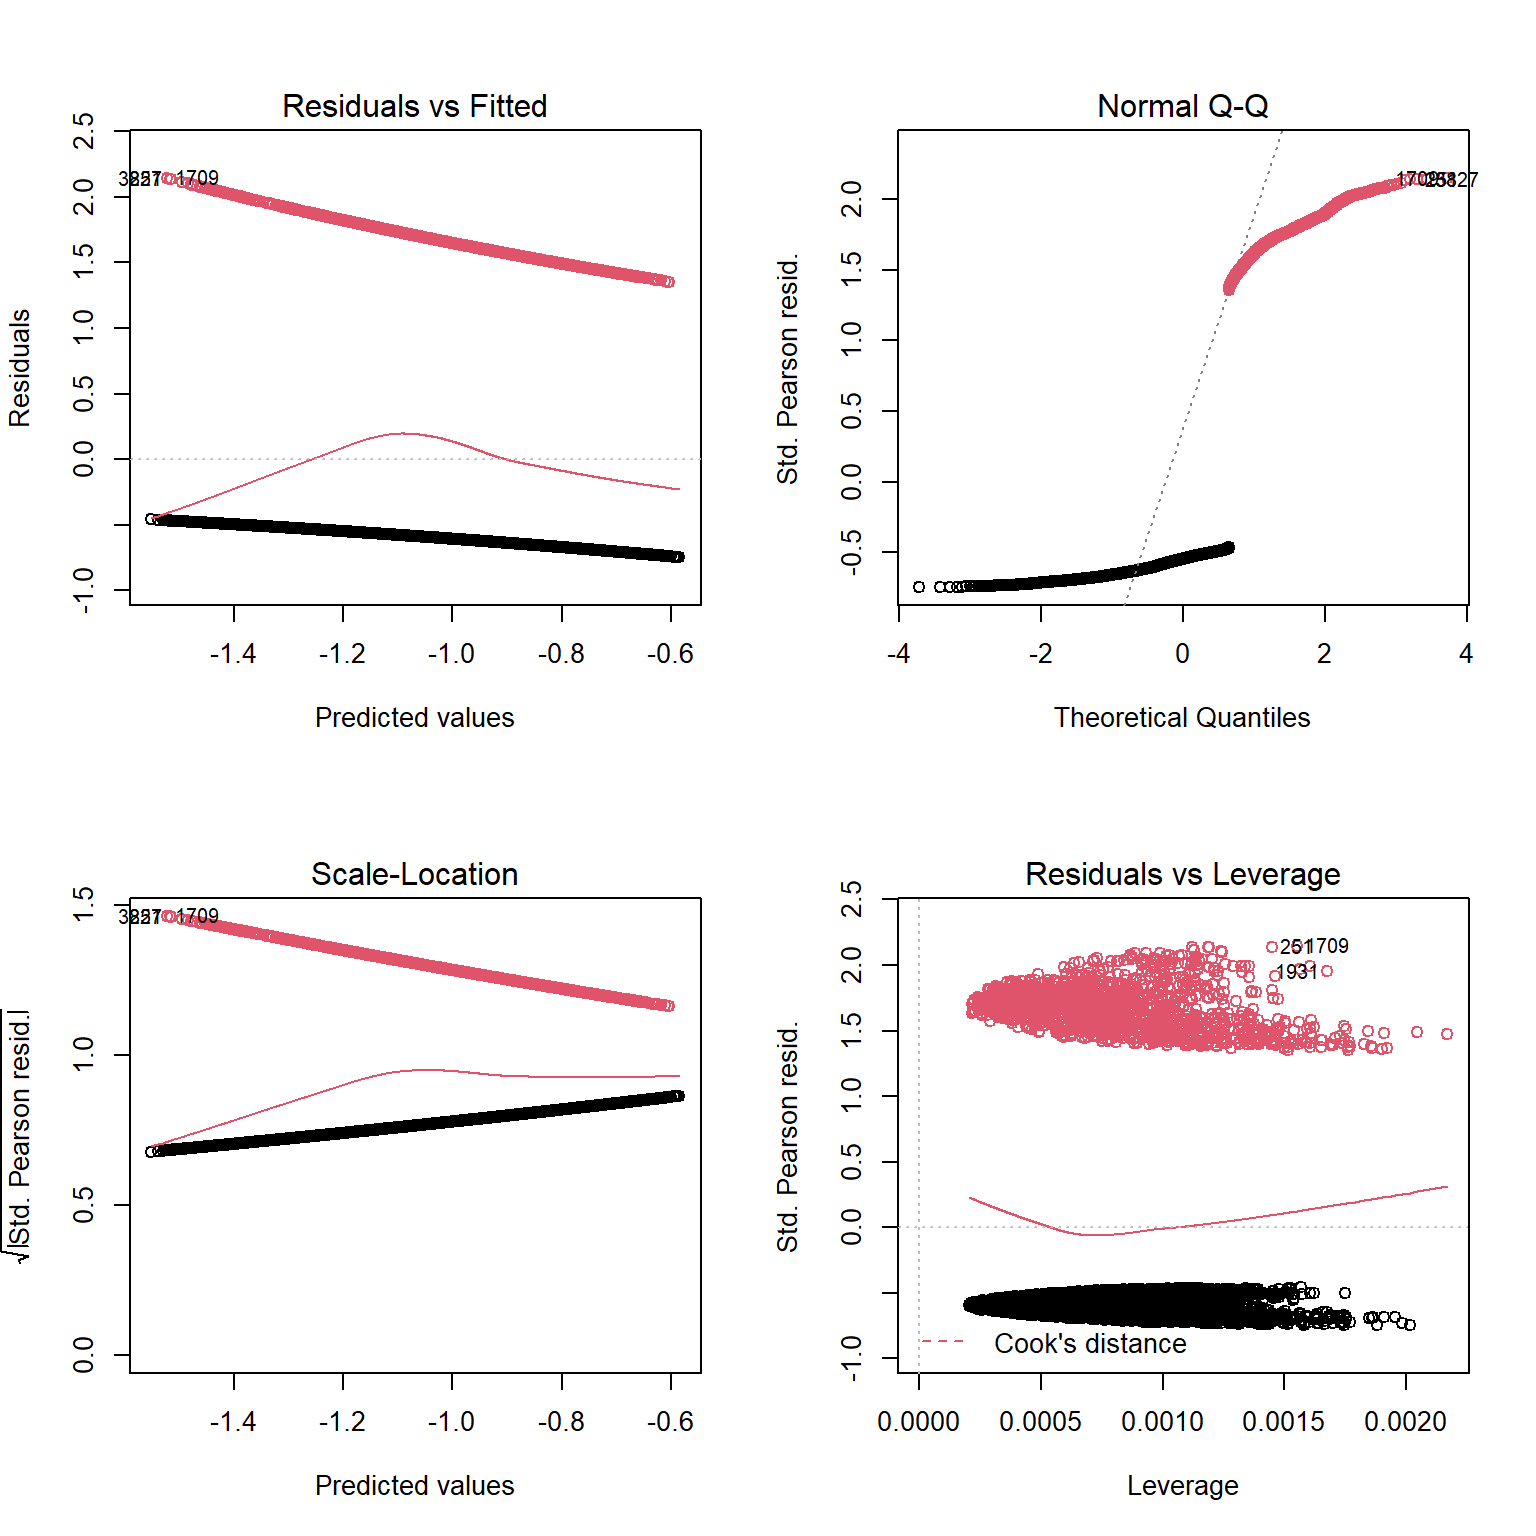 Residuals vs Fitted
Residuals
2.5
2.0
1.5
1.0
0.5
0.0
-1.0
1709
-1.4 -1.2 -1.0 -0.8 -0.6
Predicted values
Normal Q-Q
Std. Pearson resid.
2.0
1.5
1.0
0.5
0.0
-0.5
-4 -2 0 2 4
Theoretical Quantiles
Scale-Location
√|Std. Pearson resid.|
1.5
1.0
0.5
0.0
1709
-1.4 -1.2 -1.0 -0.8 -0.6
Predicted values
Residuals vs Leverage
Std. Pearson resid.
2.5
2.0
1.5
1.0
0.5
0.0
-1.0
1709
1931
Cook's distance
0.0000 0.0005 0.0010 0.0015 0.0020
Leverage